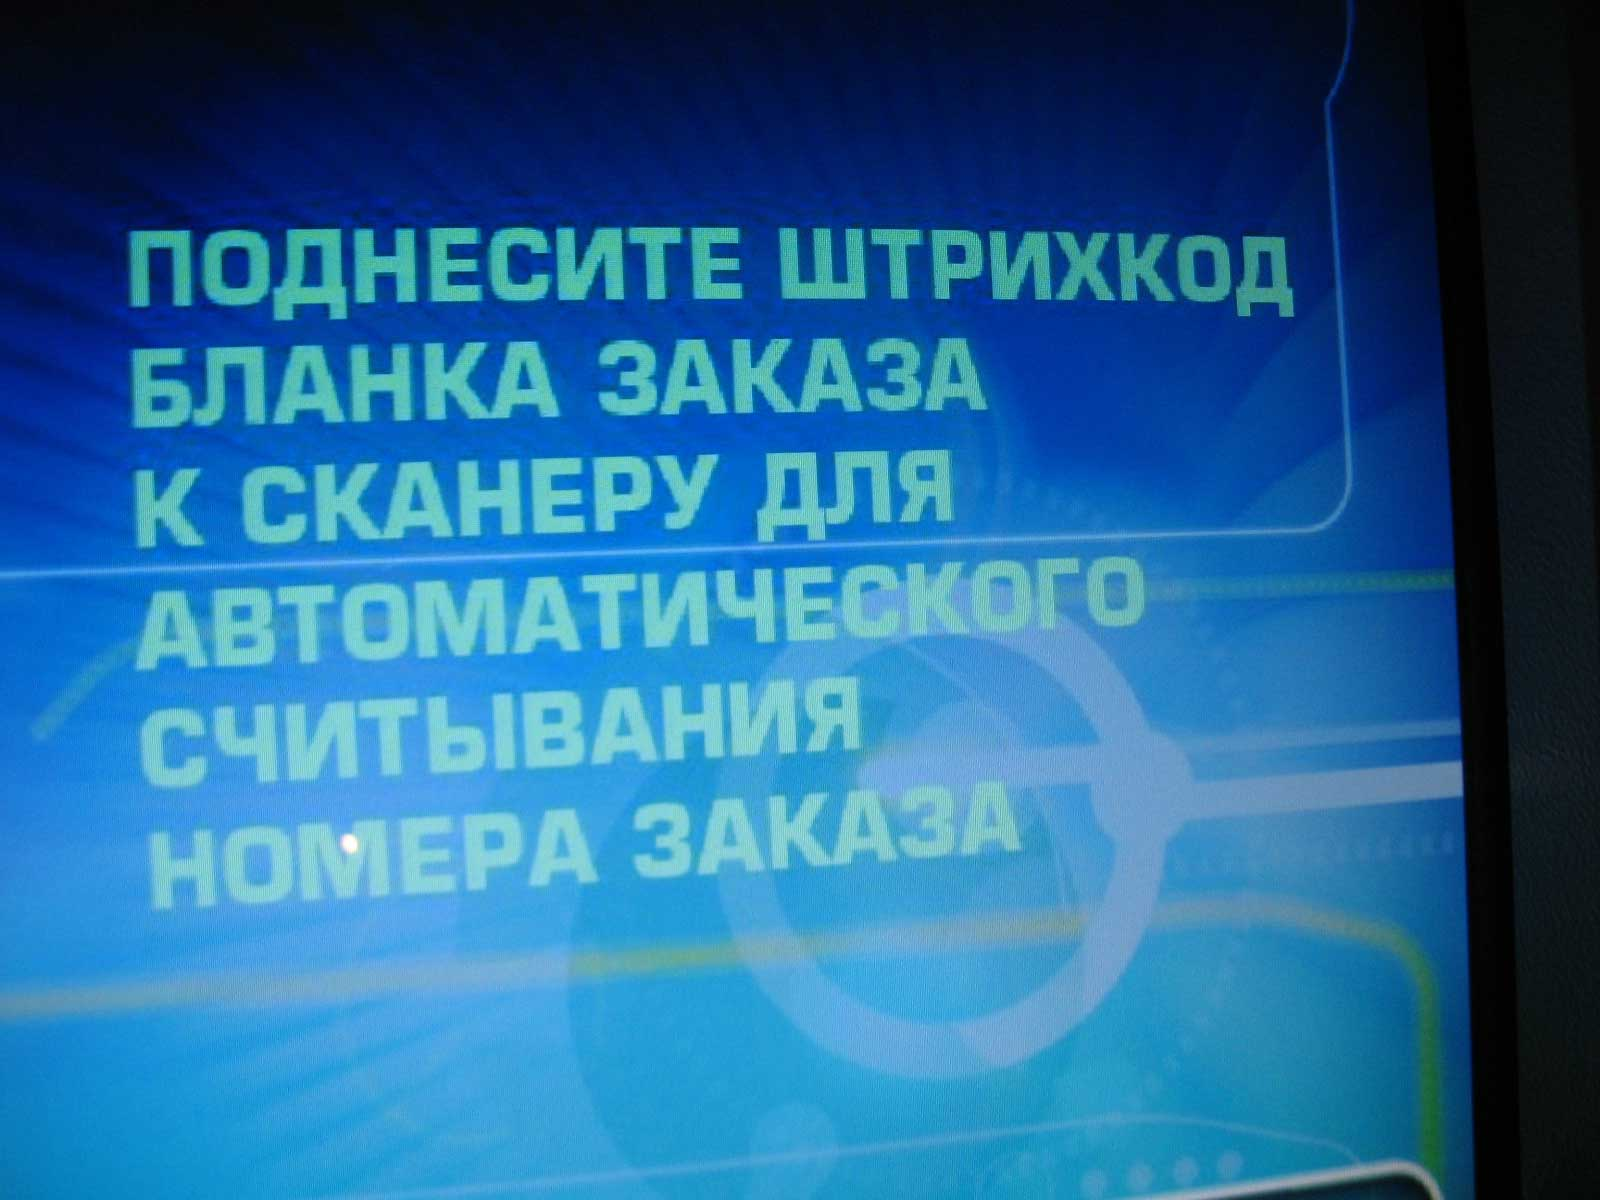 ПОДНЕСИТЕ ШТРИХКОД
БЛАНКА ЗАКАЗА
К СКАНЕРУ ДЛЯ
АВТОМАТИЧЕСКОГО
СЧИТЫВАНИЯ
НОМЕРА ЗАКАЗА